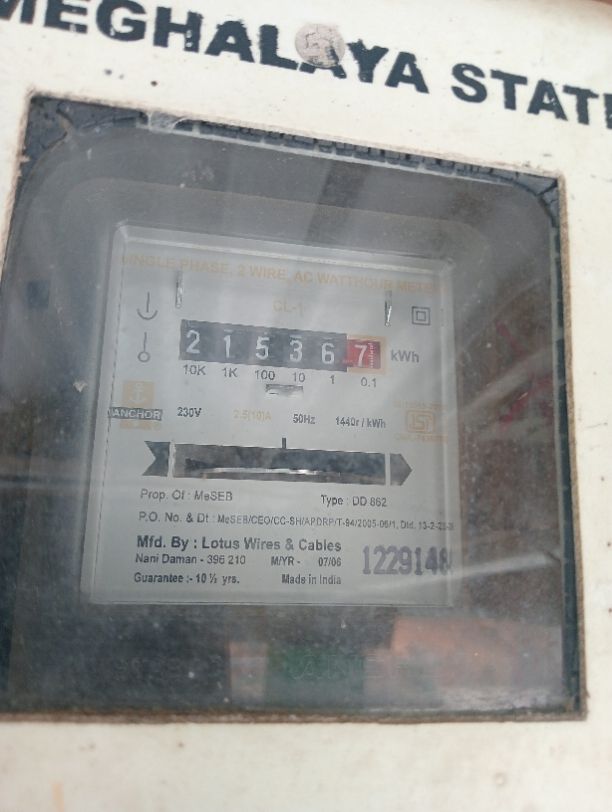 MEGHALAYA STATE
SINGLE PHASE, 2 WIRE, AC WATTHOUR METER
CL-1
2 1 5 3 6 7 kWh
10K 1K 100 10 1 0.1
ANCHOR
230V 2.5(10)A 50Hz 1440r / kWh
Prop. Of : MeSEB Type : DD 862
P.O. No. & Dt : MeSEB/CEO/CC-SH/APDRP/T-94/2005-06/1, Dtd. 13-2-
Mfd. By : Lotus Wires & Cables
Nani Daman - 396 210 M/YR - 07/06
Guarantee :- 10 ½ yrs. Made in India
1229148